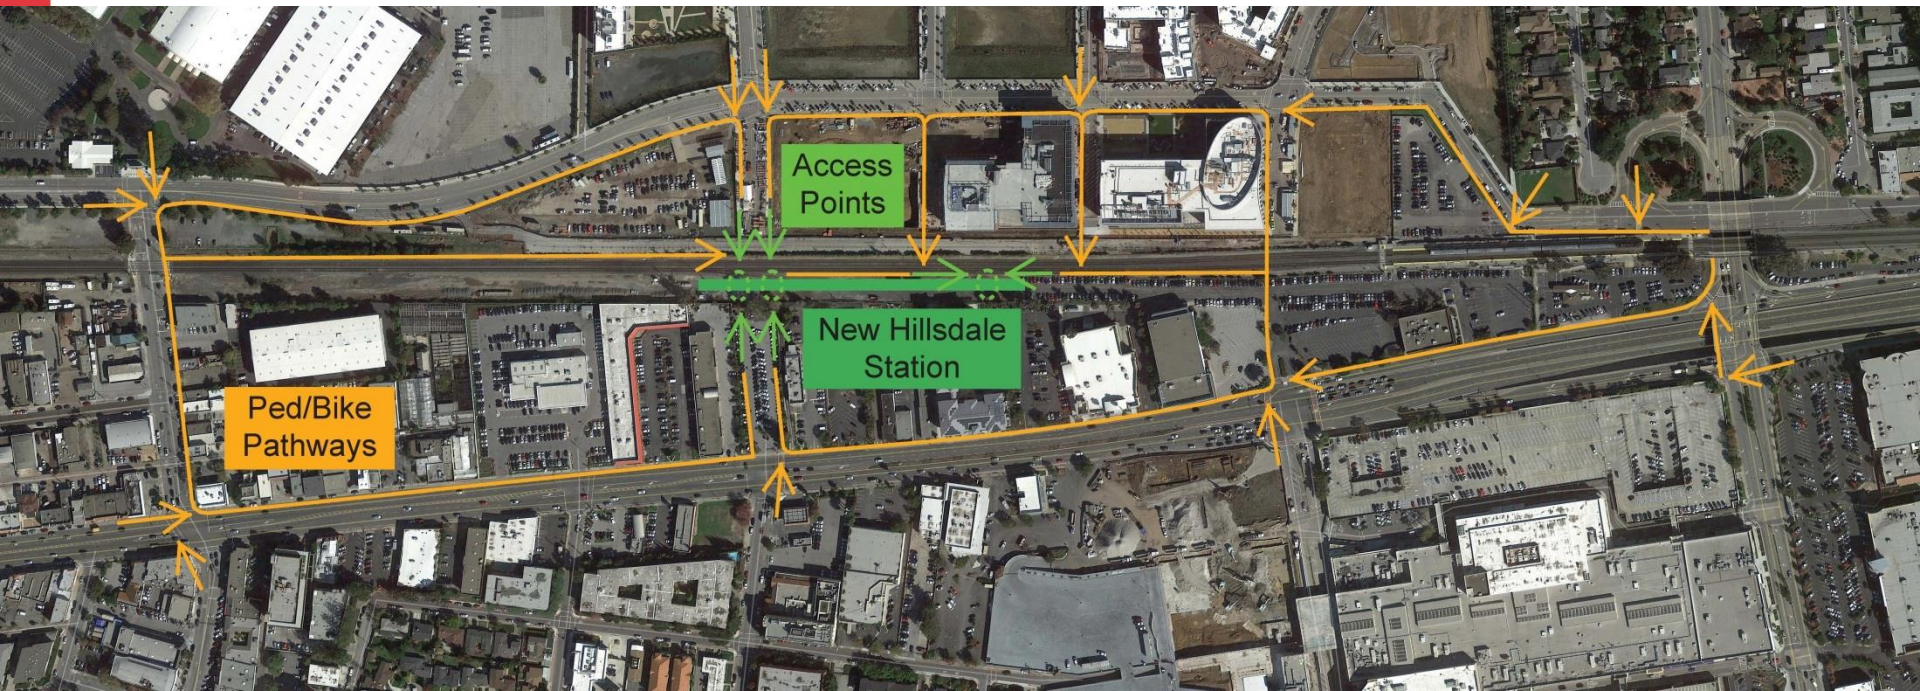 Access
Points
New Hillsdale
Station
Ped/Bike
Pathways